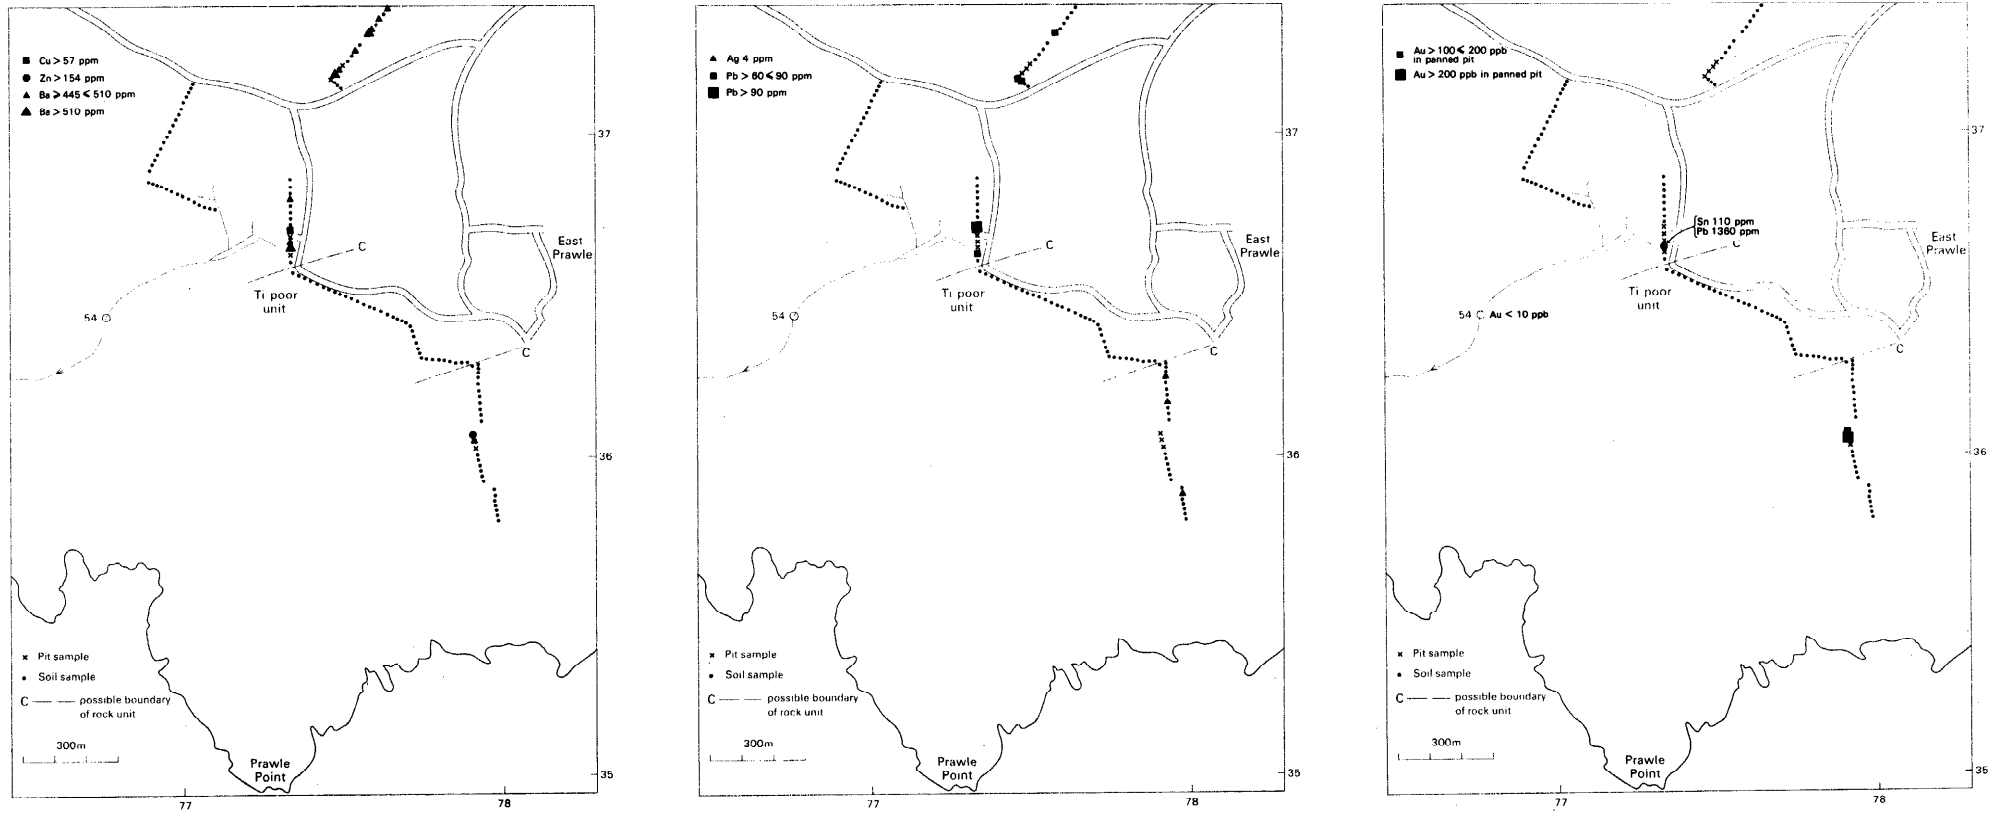 Cu > 57 ppm
Zn > 154 ppm
Ba ⩾ 445 ⩽ 510 ppm
Ba > 510 ppm
37
C
East
Prawle
Ti poor
unit
54
C
36
Pit sample
Soil sample
C — — possible boundary
of rock unit
300m
Prawle
Point
35
77
78
Ag 4 ppm
Pb > 60 ⩽ 90 ppm
Pb > 90 ppm
37
C
East
Prawle
Ti poor
unit
54
C
36
Pit sample
Soil sample
C — — possible boundary
of rock unit
300m
Prawle
Point
35
77
78
Au > 100 ⩽ 200 ppb
in panned pit
Au > 200 ppb in panned pit
37
Sn 110 ppm
Pb 1360 ppm
C
East
Prawle
Ti poor
unit
54 Au < 10 ppb
C
36
Pit sample
Soil sample
C — — possible boundary
of rock unit
300m
Prawle
Point
35
77
78